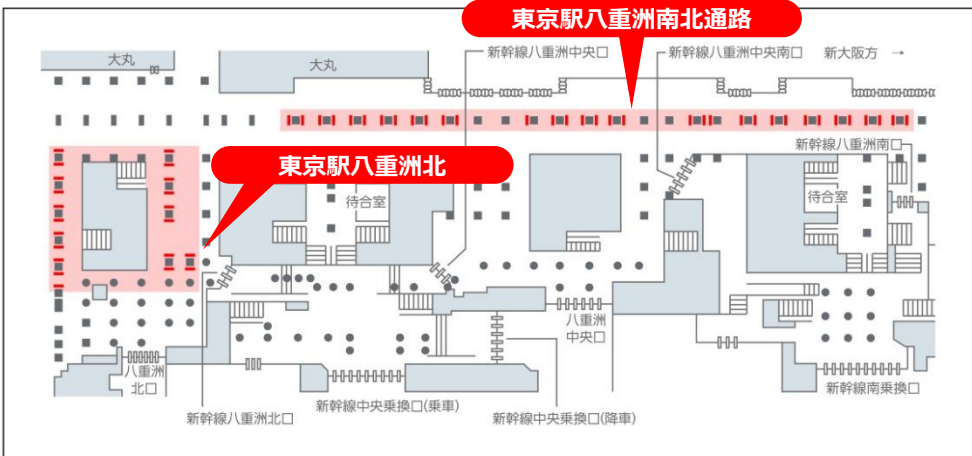 東京駅八重洲南北通路
大丸
大丸
新幹線八重洲中央口
新幹線八重洲中央南口
新大阪方 →
新幹線八重洲南口
東京駅八重洲北
待合室
待合室
八重洲
中央口
八重洲
北口
新幹線八重洲北口
新幹線中央乗換口(乗車)
新幹線中央乗換口(降車)
新幹線南乗換口